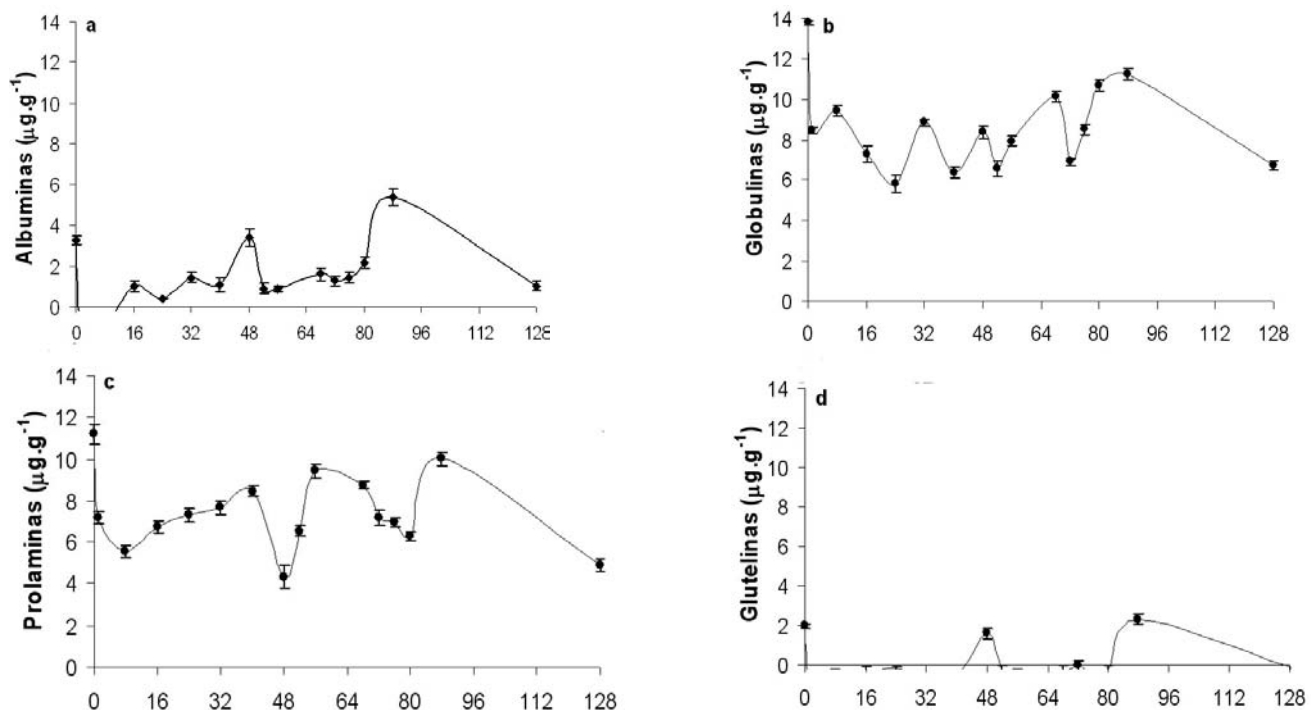 a
Albuminas (μg.g-1)
14
12
10
8
6
4
2
0
0 16 32 48 64 80 96 112 128
b
Globulinas (μg.g-1)
14
12
10
8
6
4
2
0
0 16 32 48 64 80 96 112 128
c
Prolaminas (μg.g-1)
14
12
10
8
6
4
2
0
0 16 32 48 64 80 96 112 128
d
Glutelinas (μg.g-1)
14
12
10
8
6
4
2
0
0 16 32 48 64 80 96 112 128